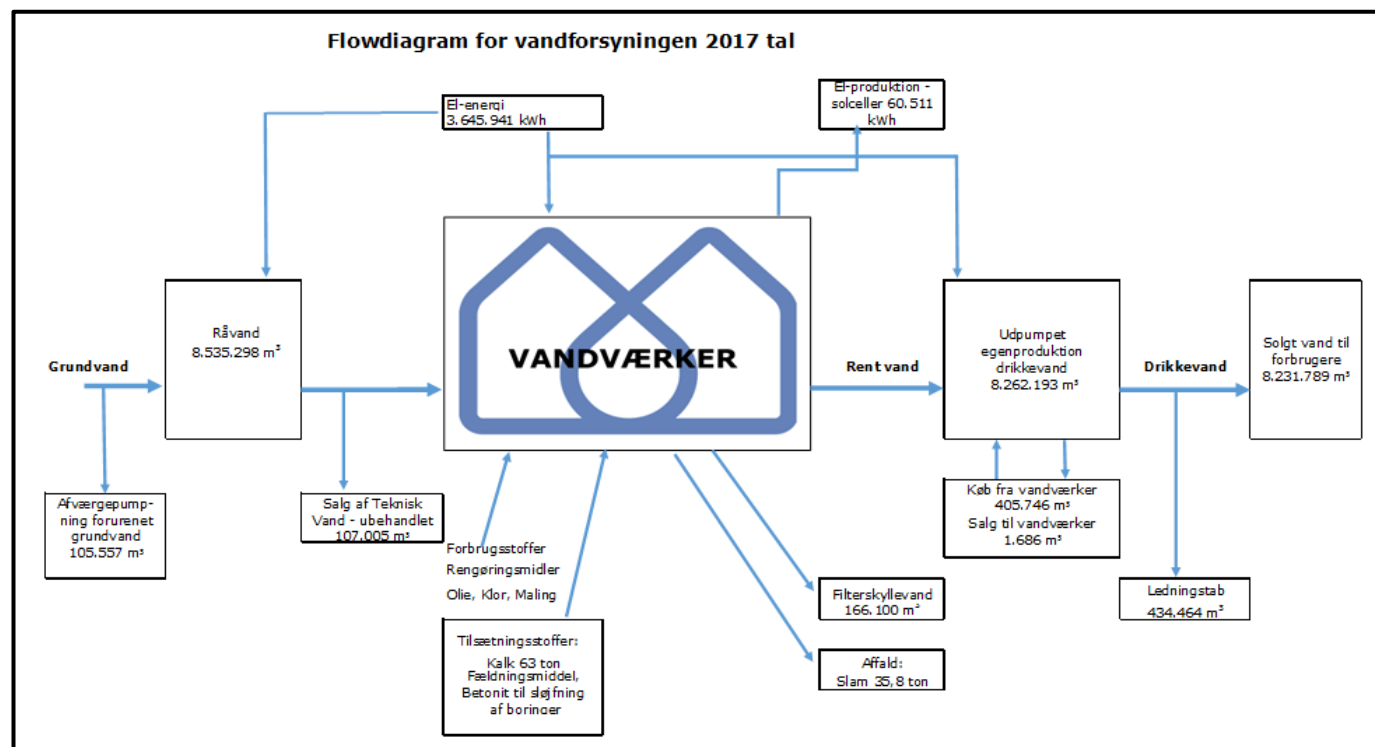 Flowdiagram for vandforsyningen 2017 tal
El-energi
3.645.941 kWh
El-produktion -
solceller 60.511
kWh
Råvand
8.535.298 m³
Grundvand
VANDVÆRKER
Rent vand
Udpumpet
egenproduktion
drikkevand
8.262.193 m³
Drikkevand
Solgt vand til
forbrugere
8.231.789 m³
Afværgepump-
ning forurenet
grundvand
105.557 m³
Salg af Teknisk
Vand - ubehandlet
107.005 m³
Forbrugsstoffer
Rengøringsmidler
Olie, Klor, Maling
Køb fra vandværker
405.746 m³
Salg til vandværker
1.686 m³
Filterskyllevand
166.100 m³
Ledningstab
434.464 m³
Tilsætningsstoffer:
Kalk 63 ton
Fældningsmiddel,
Betonit til sløjfning
af boringer
Affald:
Slam 35,8 ton